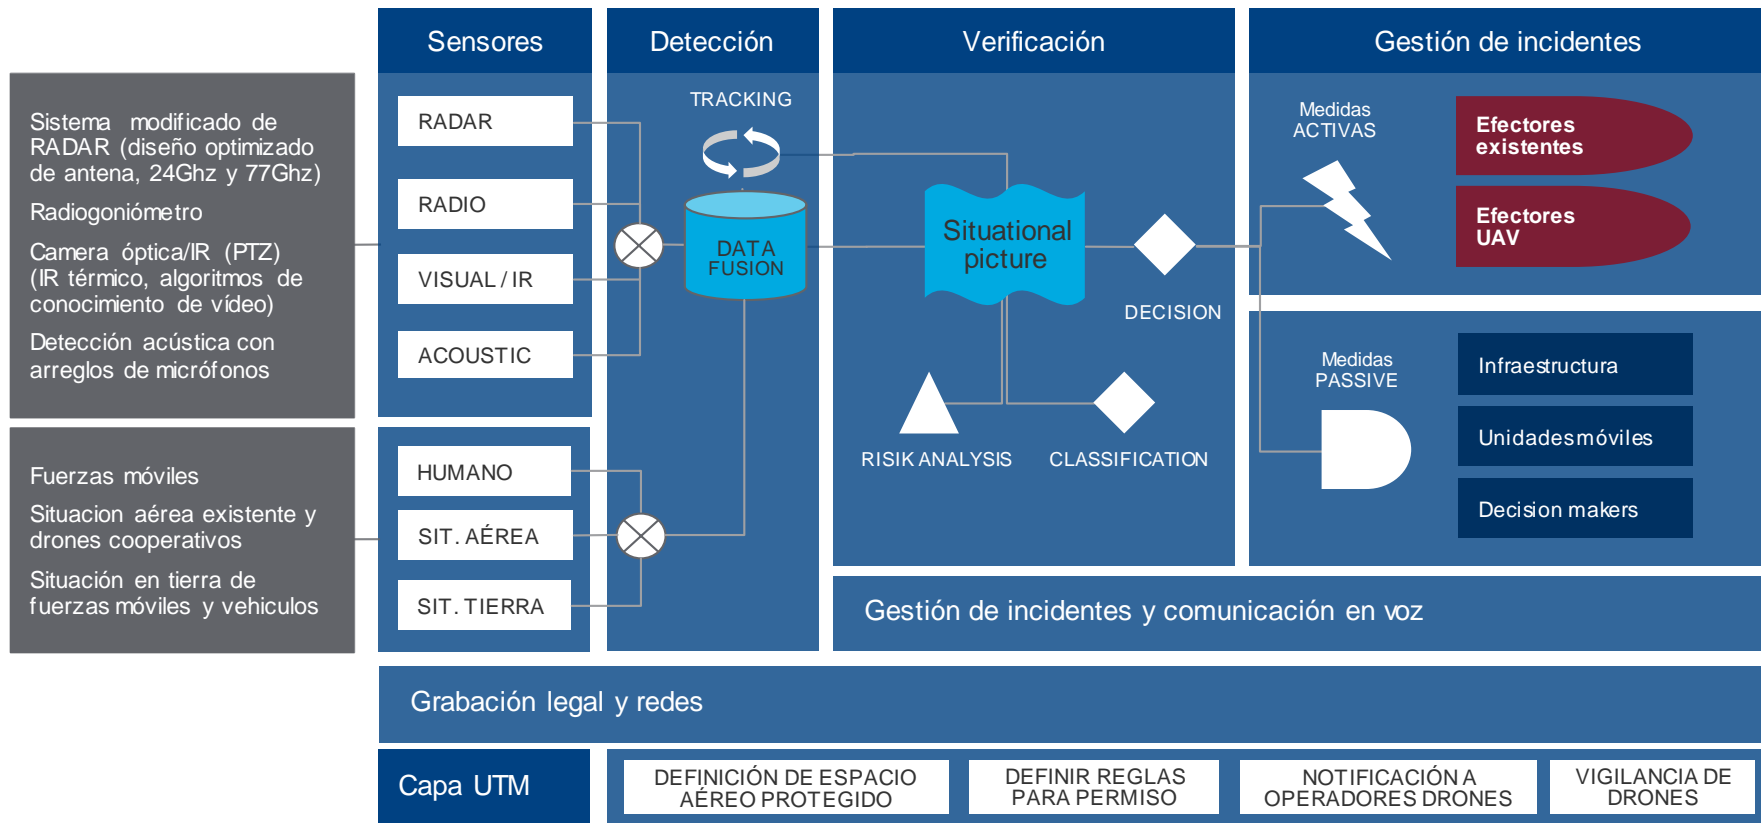 Sensores
Detección
Verificación
Gestión de incidentes
Sistema modificado de
RADAR (diseño optimizado
de antena, 24Ghz y 77Ghz)
Radiogoniómetro
Camera óptica/IR (PTZ)
(IR térmico, algoritmos de
conocimiento de vídeo)
Detección acústica con
arreglos de micrófonos
Fuerzas móviles
Situacion aérea existente y
drones cooperativos
Situación en tierra de
fuerzas móviles y vehiculos
RADAR
RADIO
VISUAL / IR
ACOUSTIC
HUMANO
SIT. AÉREA
SIT. TIERRA
TRACKING
DATA
FUSION
Situational
picture
DECISION
RISIK ANALYSIS
CLASSIFICATION
Medidas
ACTIVAS
Efectores
existentes
Efectores
UAV
Medidas
PASSIVE
Infraestructura
Unidades móviles
Decision makers
Gestión de incidentes y comunicación en voz
Grabación legal y redes
Capa UTM
DEFINICIÓN DE ESPACIO
AÉREO PROTEGIDO
DEFINIR REGLAS
PARA PERMISO
NOTIFICACIÓN A
OPERADORES DRONES
VIGILANCIA DE
DRONES